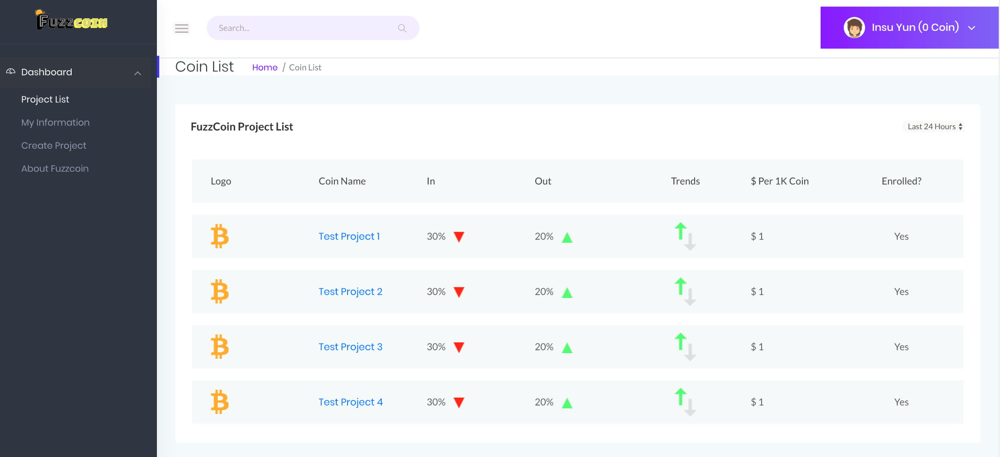 FuzzCOIN
Search...
Insu Yun (0 Coin)
Dashboard
Project List
My Information
Create Project
About Fuzzcoin
Coin List
Home / Coin List
FuzzCoin Project List
Last 24 Hours
Logo Coin Name In Out Trends $ Per 1K Coin Enrolled?
Test Project 1 30% 20% $ 1 Yes
Test Project 2 30% 20% $ 1 Yes
Test Project 3 30% 20% $ 1 Yes
Test Project 4 30% 20% $ 1 Yes